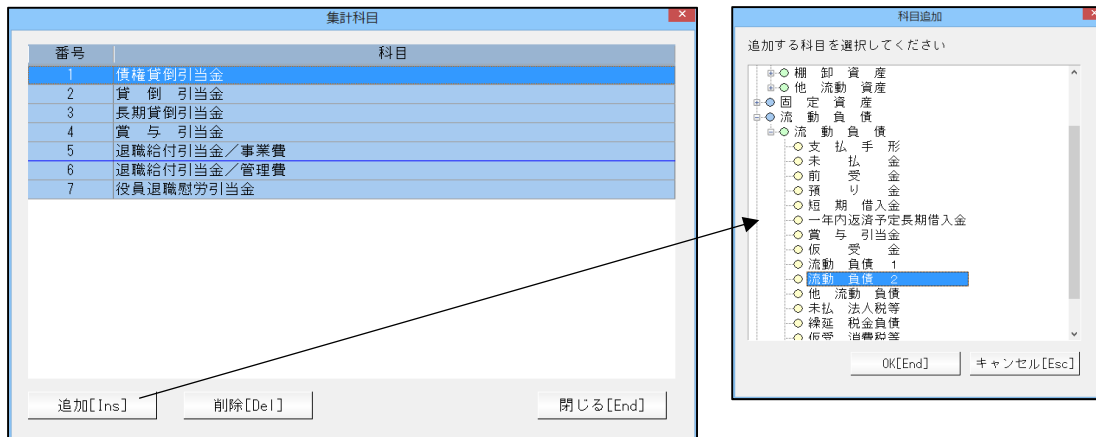 集計科目
番号 科目
1 債権貸倒引当金
2 貸 倒 引当金
3 長期貸倒引当金
4 賞 与 引当金
5 退職給付引当金／事業費
6 退職給付引当金／管理費
7 役員退職慰労引当金
追加[Ins] 削除[Del] 閉じる[End]
科目追加
追加する科目を選択してください
棚 卸 資 産
他 流動 資産
固 定 資 産
流 動 負 債
流 動 負 債
支 払 手 形
未 払 金
前 受 金
預 り 金
短 期 借入金
一年内返済予定長期借入金
賞 与 引当金
仮 受 金
流動 負債 1
流動 負債 2
他 流動 負債
未払 法人税等
繰延 税金負債
仮受 消費税等
OK[End] キャンセル[Esc]